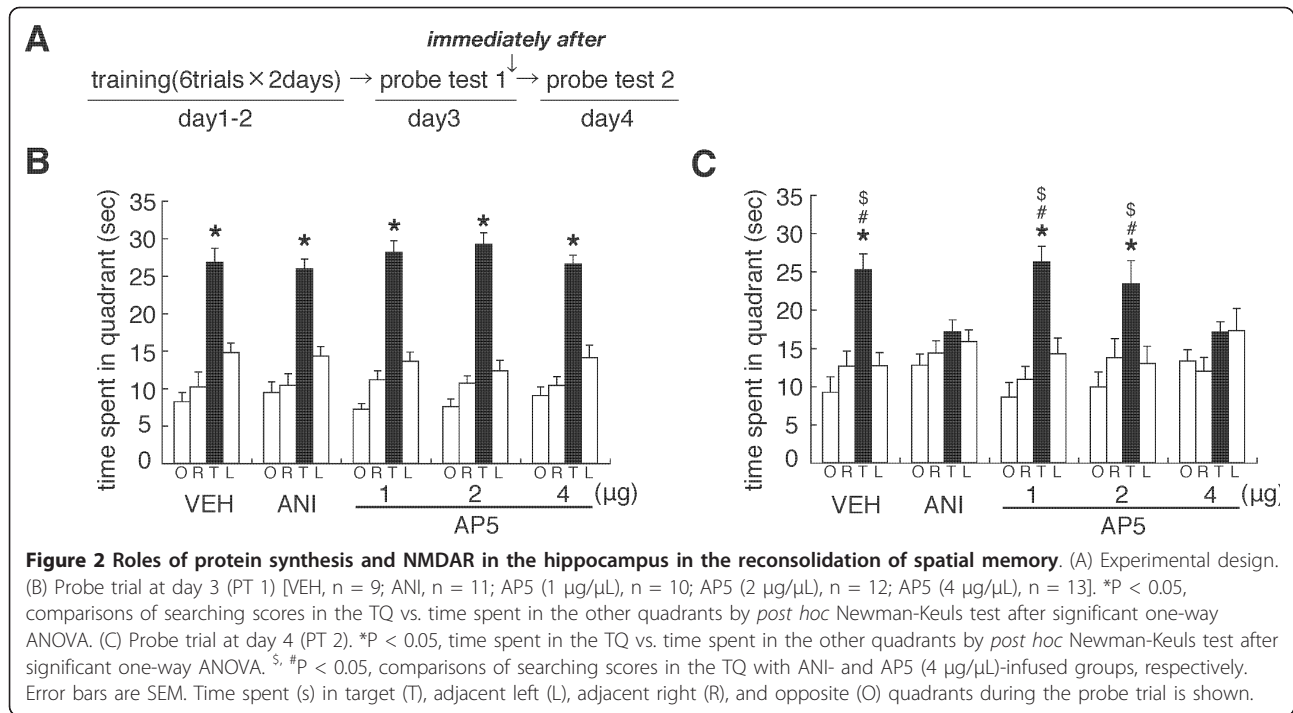 A
immediately after
↓
training(6trials×2days) → probe test 1 → probe test 2
day1-2 day3 day4
B
time spent in quadrant (sec)
35
30
25
20
15
10
5
0
* * * * *
O R T L O R T L O R T L O R T L O R T L
VEH ANI 1 2 4 (μg)
AP5
C
time spent in quadrant (sec)
35
30
25
20
15
10
5
0
$ $ $
# # #
* * *
O R T L O R T L O R T L O R T L O R T L
VEH ANI 1 2 4 (μg)
AP5
Figure 2 Roles of protein synthesis and NMDAR in the hippocampus in the reconsolidation of spatial memory. (A) Experimental design.
(B) Probe trial at day 3 (PT 1) [VEH, n = 9; ANI, n = 11; AP5 (1 μg/μL), n = 10; AP5 (2 μg/μL), n = 12; AP5 (4 μg/μL), n = 13]. *P < 0.05,
comparisons of searching scores in the TQ vs. time spent in the other quadrants by post hoc Newman-Keuls test after significant one-way
ANOVA. (C) Probe trial at day 4 (PT 2). *P < 0.05, time spent in the TQ vs. time spent in the other quadrants by post hoc Newman-Keuls test after
significant one-way ANOVA. $, #P < 0.05, comparisons of searching scores in the TQ with ANI- and AP5 (4 μg/μL)-infused groups, respectively.
Error bars are SEM. Time spent (s) in target (T), adjacent left (L), adjacent right (R), and opposite (O) quadrants during the probe trial is shown.